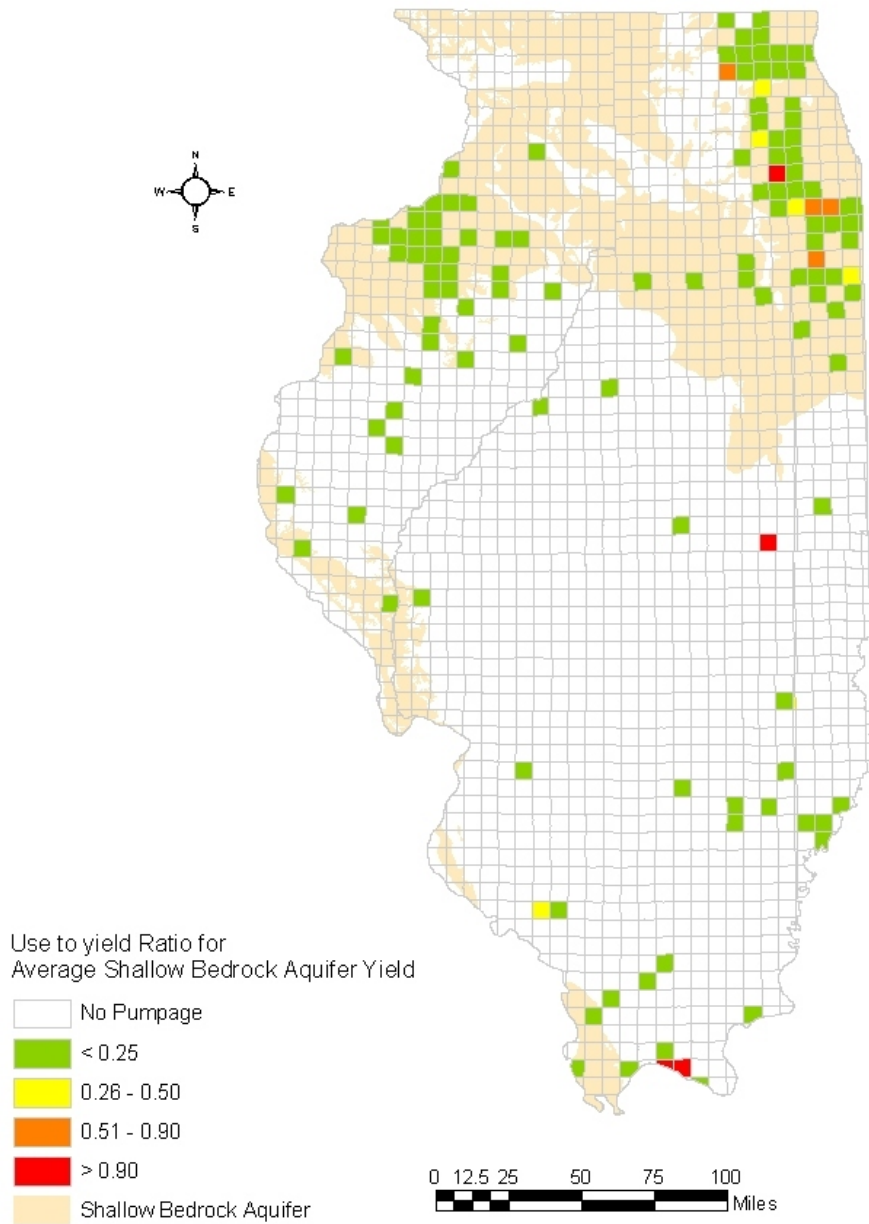 N
W E
S
Use to yield Ratio for
Average Shallow Bedrock Aquifer Yield
No Pumpage
< 0.25
0.26 - 0.50
0.51 - 0.90
> 0.90
Shallow Bedrock Aquifer
0 12.5 25 50 75 100
Miles